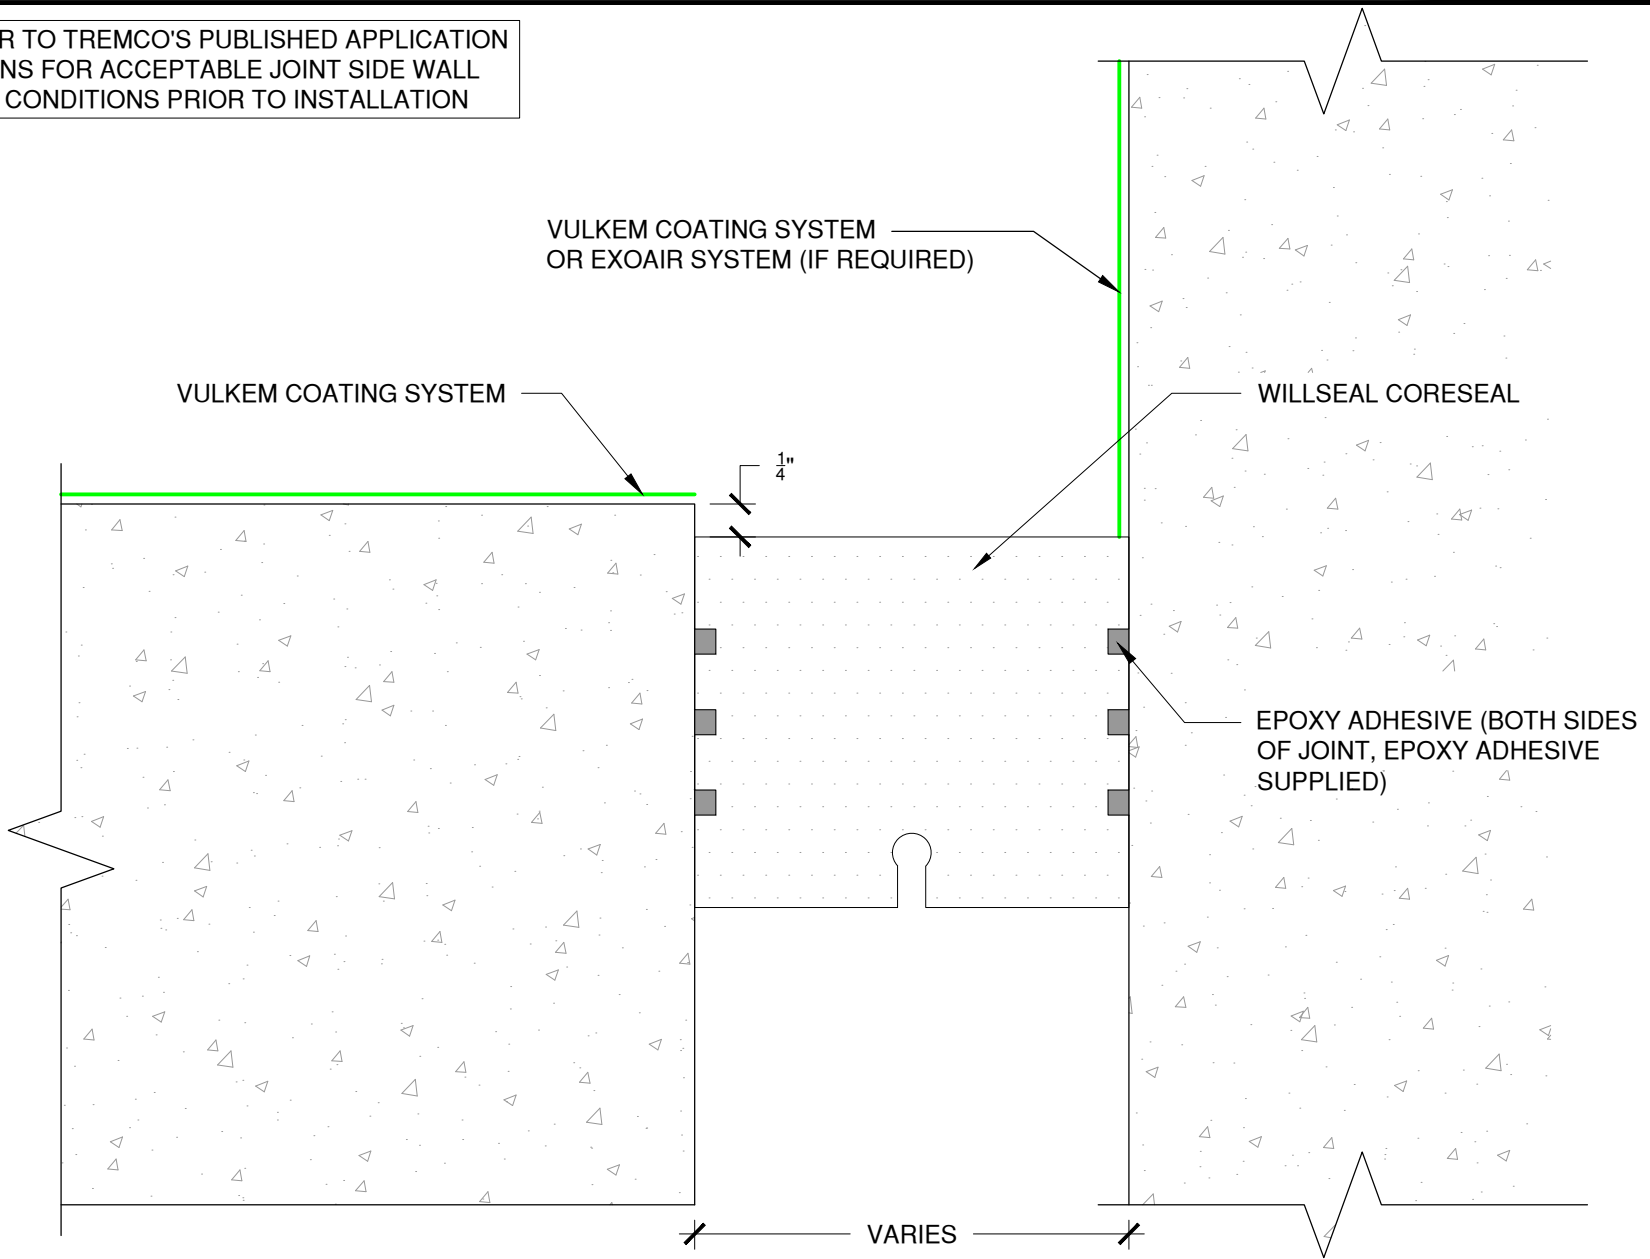 R TO TREMCO'S PUBLISHED APPLICATION
NS FOR ACCEPTABLE JOINT SIDE WALL
CONDITIONS PRIOR TO INSTALLATION
VULKEM COATING SYSTEM
OR EXOAIR SYSTEM (IF REQUIRED)
VULKEM COATING SYSTEM
WILLSEAL CORESEAL
1/4"
EPOXY ADHESIVE (BOTH SIDES
OF JOINT, EPOXY ADHESIVE
SUPPLIED)
VARIES